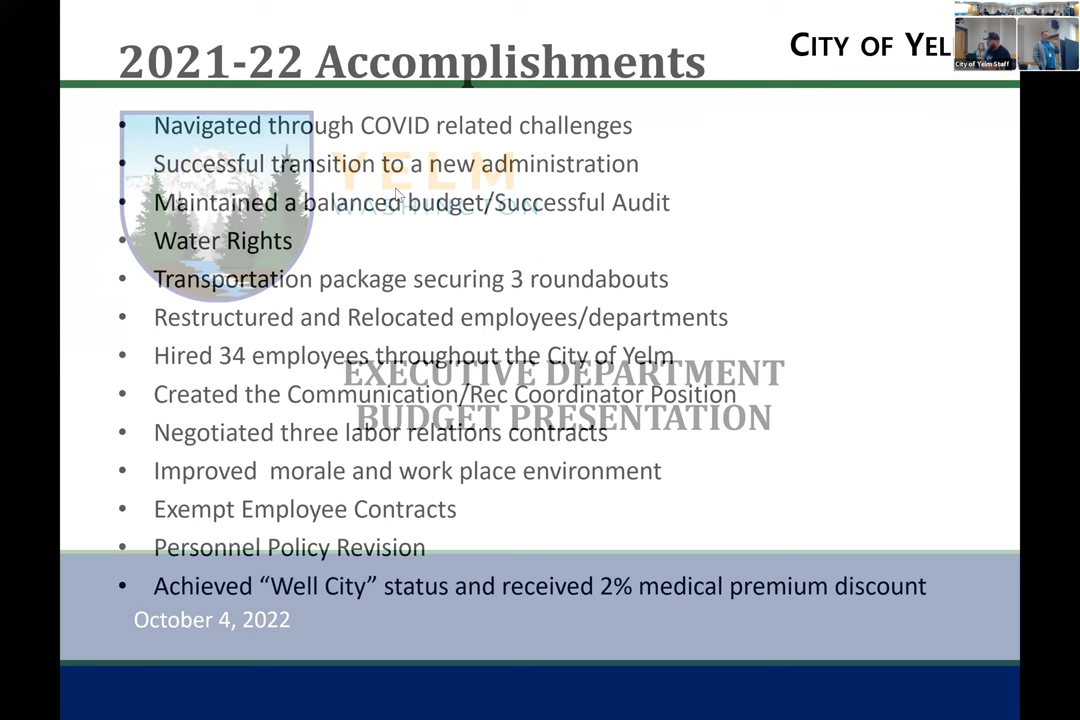 2021-22 Accomplishments
CITY OF YEL
City of Yelm Staff
• Navigated through COVID related challenges
• Successful transition to a new administration
YELM
• Maintained a balanced budget/Successful Audit
WASHINGTON
• Water Rights
• Transportation package securing 3 roundabouts
• Restructured and Relocated employees/departments
• Hired 34 employees throughout the City of Yelm
EXECUTIVE DEPARTMENT
• Created the Communication/Rec Coordinator Position
BUDGET PRESENTATION
• Negotiated three labor relations contracts
• Improved  morale and work place environment
• Exempt Employee Contracts
• Personnel Policy Revision
• Achieved “Well City” status and received 2% medical premium discount
October 4, 2022